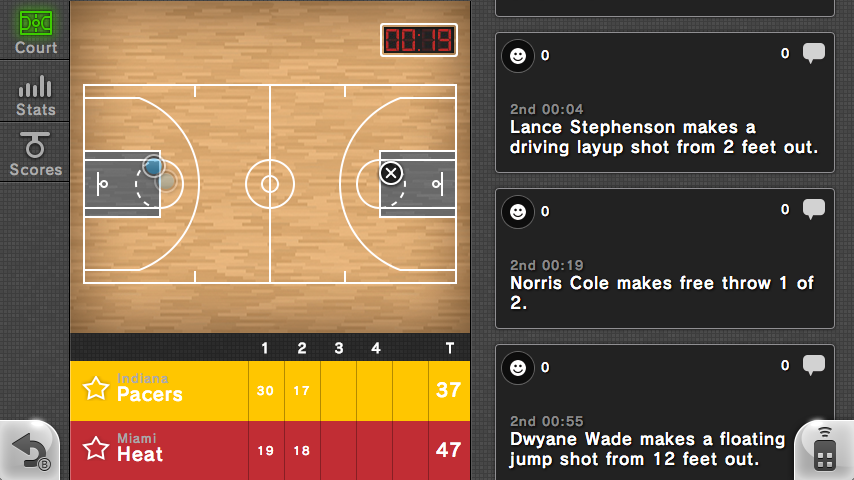 Court
Stats
Scores
00:19
1 2 3 4 T
Indiana
Pacers 30 17 37
Miami
Heat 19 18 47
B
0 0
2nd 00:04
Lance Stephenson makes a
driving layup shot from 2 feet out.
0 0
2nd 00:19
Norris Cole makes free throw 1 of
2.
0 0
2nd 00:55
Dwyane Wade makes a floating
jump shot from 12 feet out.